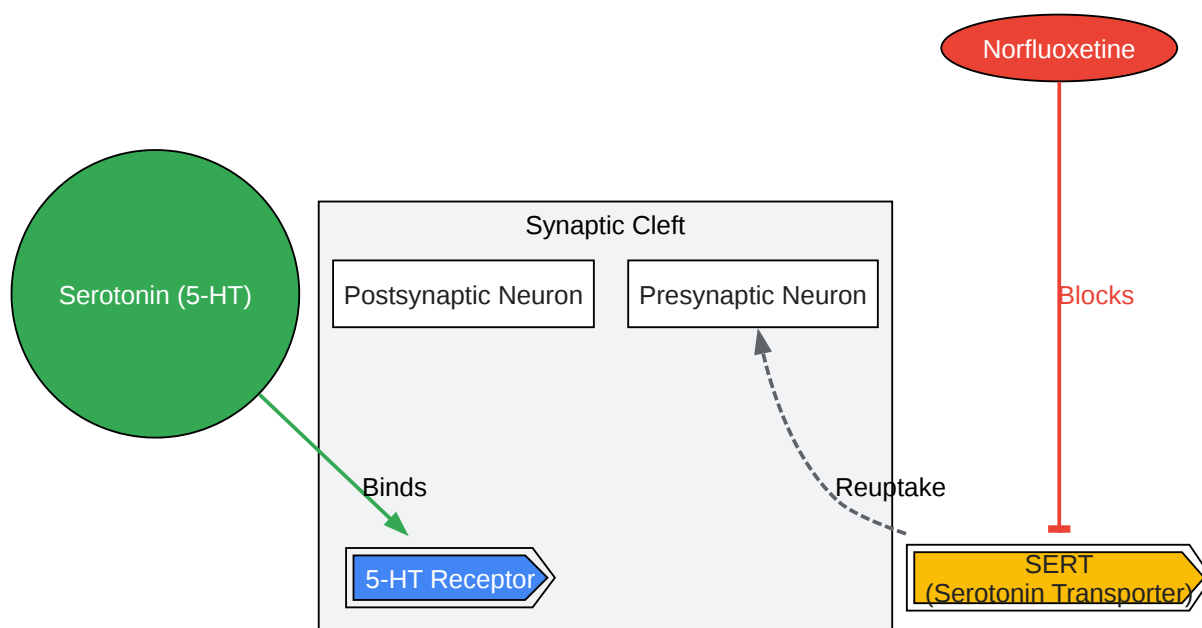 Norfluoxetine
Synaptic Cleft
Serotonin (5-HT)
Postsynaptic Neuron
Presynaptic Neuron
Blocks
Binds
Reuptake
5-HT Receptor
SERT
(Serotonin Transporter)